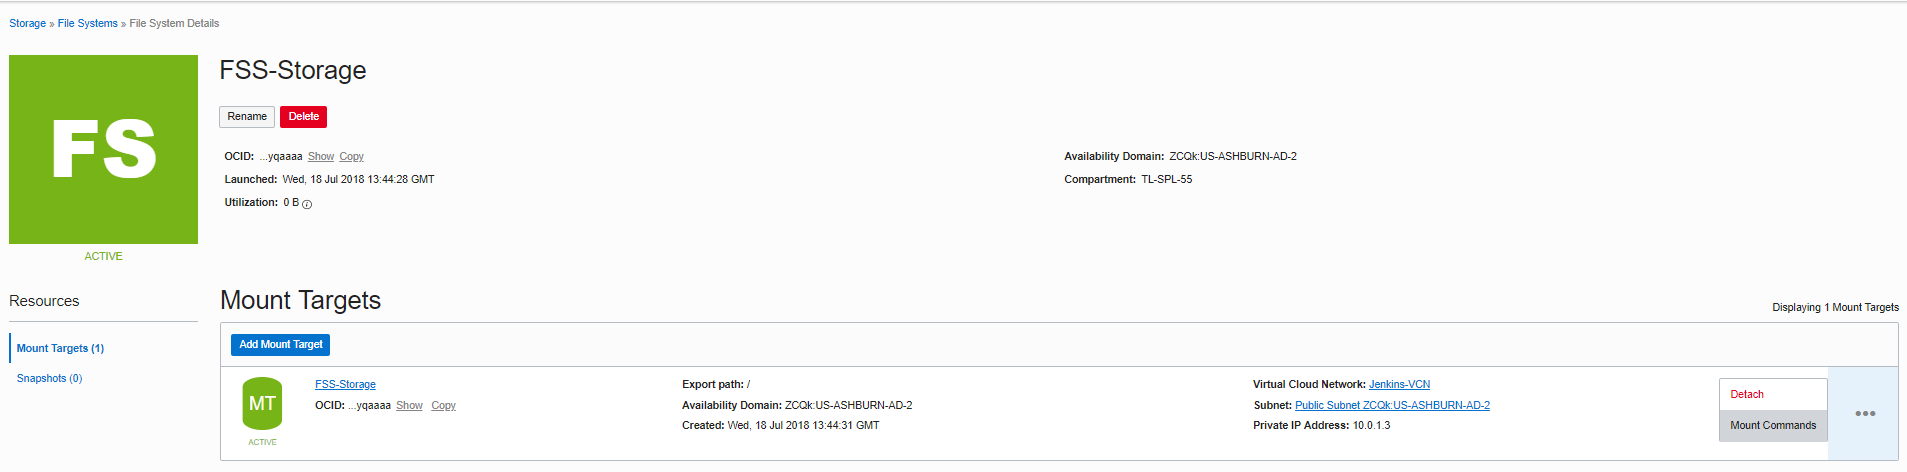 Storage » File Systems » File System Details
FS
ACTIVE
FSS-Storage
Rename Delete
OCID: ...yqaaaa Show Copy
Launched: Wed, 18 Jul 2018 13:44:28 GMT
Utilization: 0 B i
Availability Domain: ZCQk:US-ASHBURN-AD-2
Compartment: TL-SPL-55
Resources
Mount Targets (1)
Snapshots (0)
Mount Targets
Displaying 1 Mount Targets
Add Mount Target
MT
ACTIVE
FSS-Storage
OCID: ...yqaaaa Show Copy
Export path: /
Availability Domain: ZCQk:US-ASHBURN-AD-2
Created: Wed, 18 Jul 2018 13:44:31 GMT
Virtual Cloud Network: Jenkins-VCN
Subnet: Public Subnet ZCQk:US-ASHBURN-AD-2
Private IP Address: 10.0.1.3
Detach
Mount Commands
•••